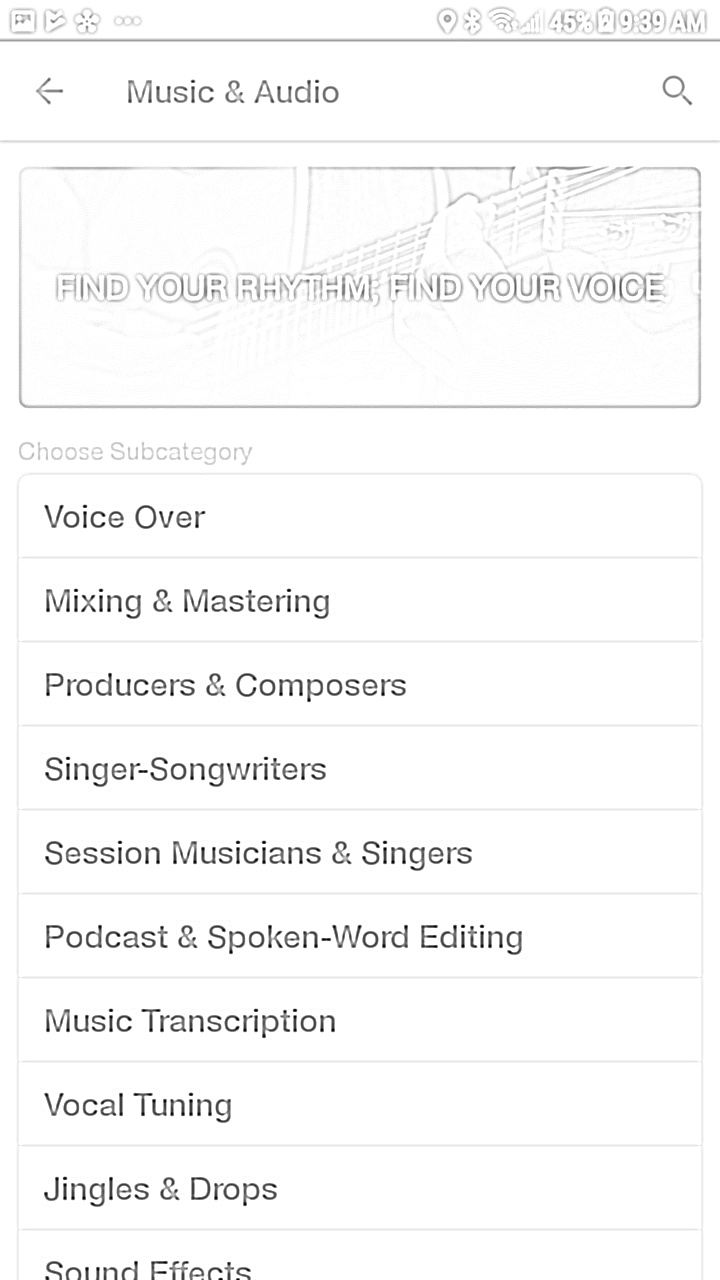 45% 9:39 AM
Music & Audio
FIND YOUR RHYTHM, FIND YOUR VOICE
Choose Subcategory
Voice Over
Mixing & Mastering
Producers & Composers
Singer-Songwriters
Session Musicians & Singers
Podcast & Spoken-Word Editing
Music Transcription
Vocal Tuning
Jingles & Drops
Sound Effects